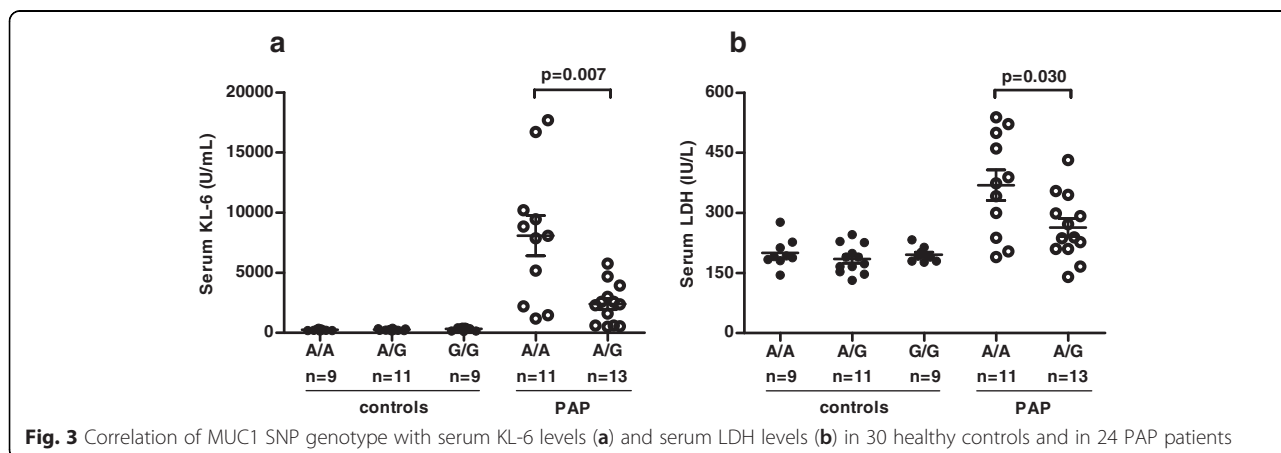 a
b
p=0.007
p=0.030
Serum KL-6 (U/mL)
20000
15000
10000
5000
0
A/A A/G G/G A/A A/G
n=9 n=11 n=9 n=11 n=13
controls PAP
Serum LDH (IU/L)
600
450
300
150
0
A/A A/G G/G A/A A/G
n=9 n=11 n=9 n=11 n=13
controls PAP
Fig. 3 Correlation of MUC1 SNP genotype with serum KL-6 levels (a) and serum LDH levels (b) in 30 healthy controls and in 24 PAP patients